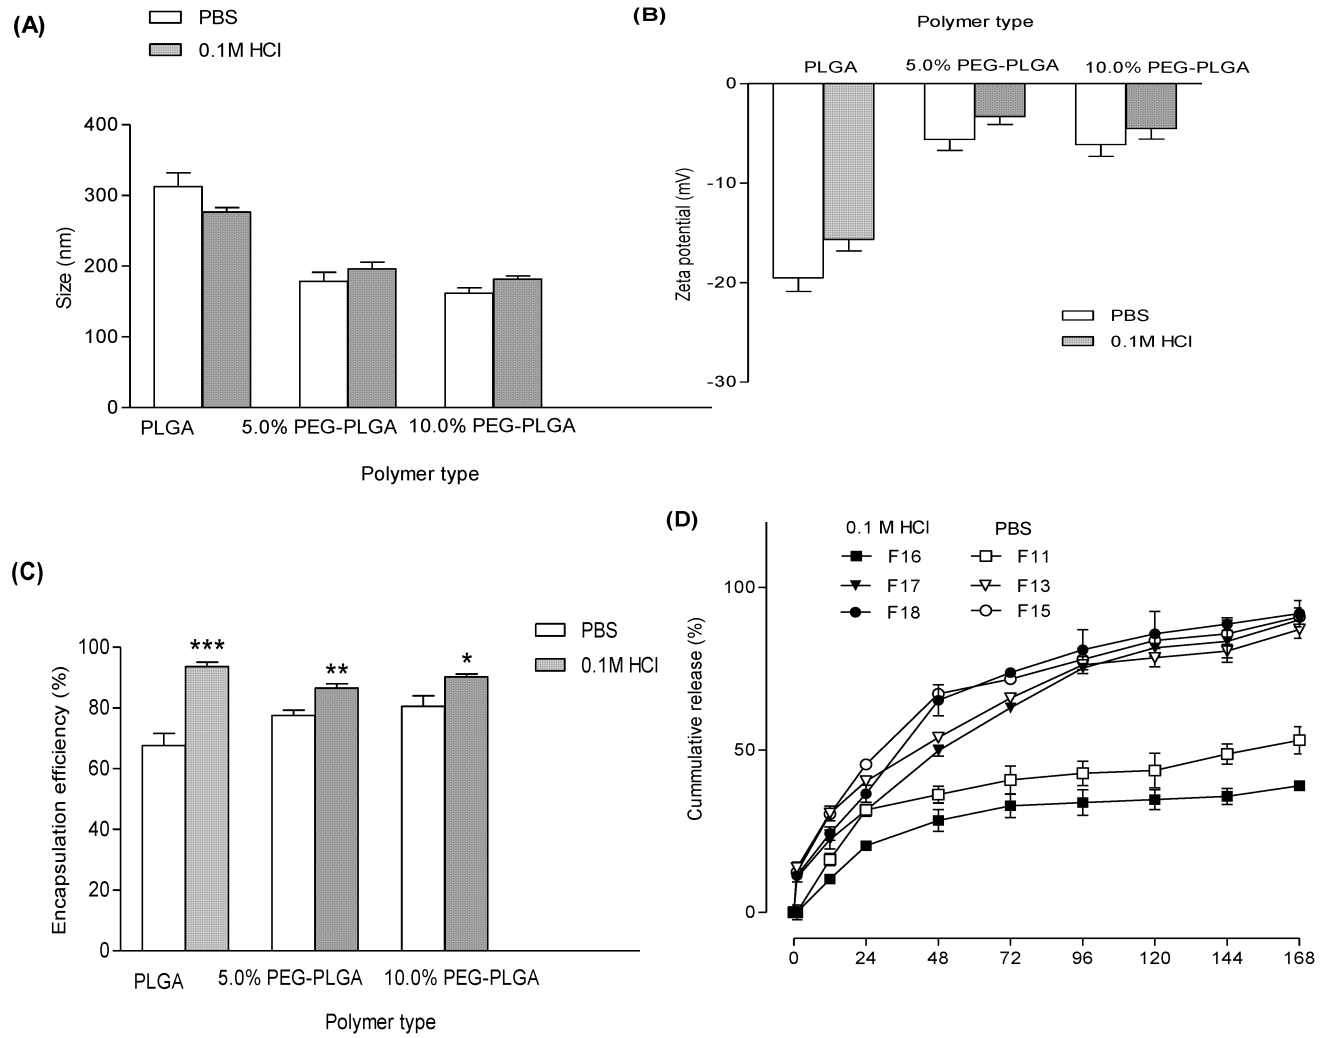 (A)
PBS
0.1M HCl
400
300
200
100
0
Size (nm)
PLGA 5.0% PEG-PLGA 10.0% PEG-PLGA
Polymer type
(B)
Polymer type
PLGA 5.0% PEG-PLGA 10.0% PEG-PLGA
0
-10
-20
-30
Zeta potential (mV)
PBS
0.1M HCl
(C)
PBS
0.1M HCl
100
80
60
40
20
0
Encapsulation efficiency (%)
*** ** *
PLGA 5.0% PEG-PLGA 10.0% PEG-PLGA
Polymer type
(D)
0.1 M HCl PBS
F16 F11
F17 F13
F18 F15
100
50
0
Cummulative release (%)
0 24 48 72 96 120 144 168